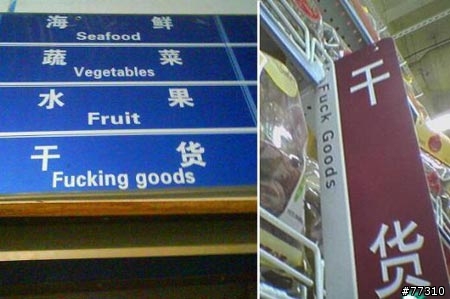 海 鲜
Seafood
蔬 菜
Vegetables
水 果
Fruit
干 货
Fucking goods
干货
Fuck Goods
#77310